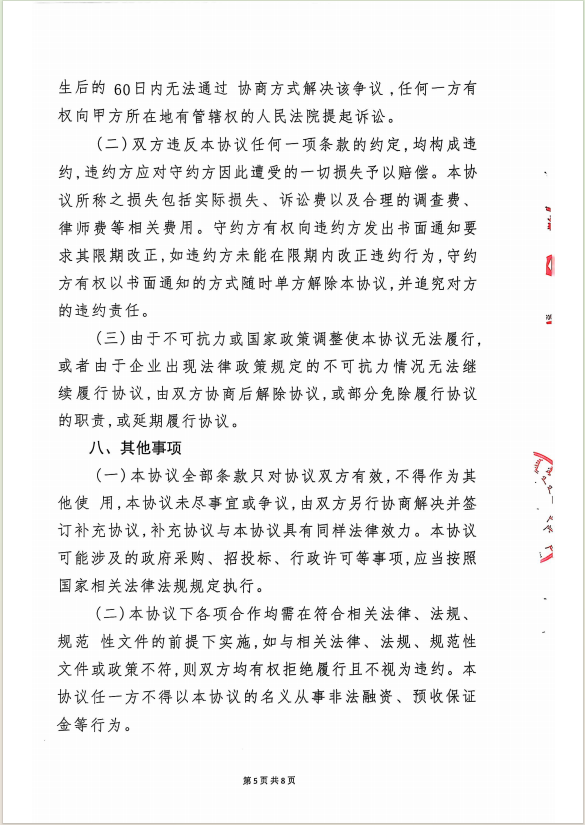 生后的 60日内无法通过 协商方式解决该争议,任何一方有
权向甲方所在地有管辖权的人民法院提起诉讼。
（二）双方违反本协议任何一项条款的约定,均构成违
约,违约方应对守约方因此遭受的一切损失予以赔偿。本协
议所称之损失包括实际损失、诉讼费以及合理的调查费、
律师费等相关费用。守约方有权向违约方发出书面通知要
求其限期改正,如违约方未能在限期内改正违约行为,守约
方有权以书面通知的方式随时单方解除本协议,并追究对方
的违约责任。
（三）由于不可抗力或国家政策调整使本协议无法履行,
或者由于企业出现法律政策规定的不可抗力情况无法继
续履行协议,由双方协商后解除协议,或部分免除履行协议
的职责,或延期履行协议。
八、其他事项
（一）本协议全部条款只对协议双方有效,不得作为其
他使 用,本协议未尽事宜或争议,由双方另行协商解决并签
订补充协议,补充协议与本协议具有同样法律效力。本协议
可能涉及的政府采购、招投标、行政许可等事项,应当按照
国家相关法律法规规定执行。
（二）本协议下各项合作均需在符合相关法律、法规、
规范 性文件的前提下实施,如与相关法律、法规、规范性
文件或政策不符,则双方均有权拒绝履行且不视为违约。本
协议任一方不得以本协议的名义从事非法融资、预收保证
金等行为。
第5页共8页